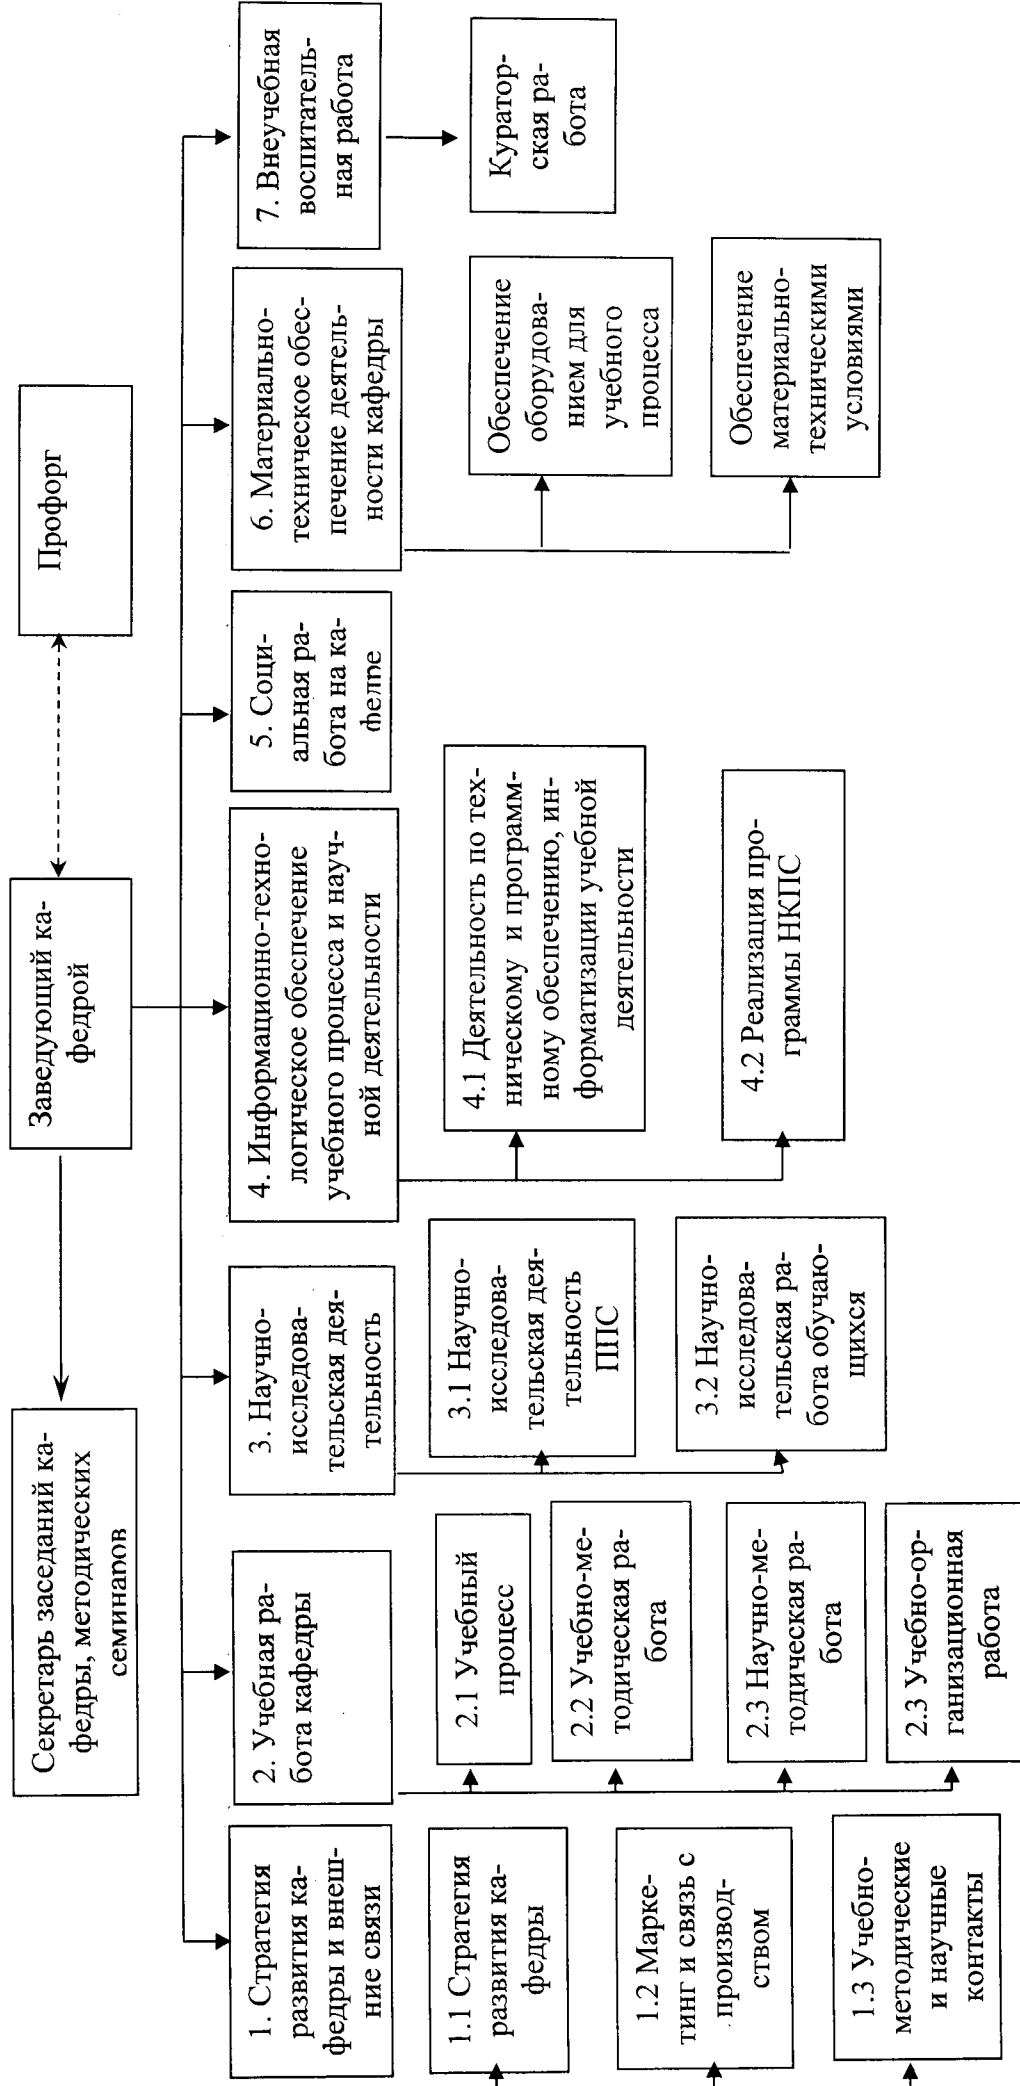 Секретарь заседаний ка-
федры, методических
семинаров
Заведующий ка-
федрой
Профорг
1. Стратегия
развития ка-
федры и внеш-
ние связи
2. Учебная ра-
бота кафедры
3. Научно-
исследова-
тельская дея-
тельность
4. Информационно-техно-
логическое обеспечение
учебного процесса и науч-
ной деятельности
5. Соци-
альная ра-
бота на ка-
федре
6. Материально-
техническое обес-
печение деятель-
ности кафедры
7. Внеучебная
воспитатель-
ная работа
1.1 Стратегия
развития ка-
федры
1.2 Марке-
тинг и связь с
производ-
ством
1.3 Учебно-
методические
и научные
контакты
2.1 Учебный
процесс
2.2 Учебно-ме-
тодическая ра-
бота
2.3 Научно-ме-
тодическая ра-
бота
2.3 Учебно-ор-
ганизационная
работа
3.1 Научно-
исследова-
тельская дея-
тельность
ППС
3.2 Научно-
исследова-
тельская ра-
бота обучаю-
щихся
4.1 Деятельность по тех-
ническому и программ-
ному обеспечению, ин-
форматизации учебной
деятельности
4.2 Реализация про-
граммы НКПС
Обеспечение
оборудова-
нием для
учебного
процесса
Обеспечение
материально-
техническими
условиями
Куратор-
ская ра-
бота